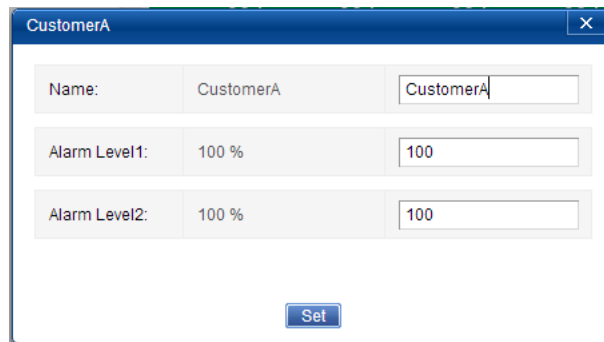 CustomerA
Name: CustomerA CustomerA
Alarm Level1: 100 % 100
Alarm Level2: 100 % 100
Set